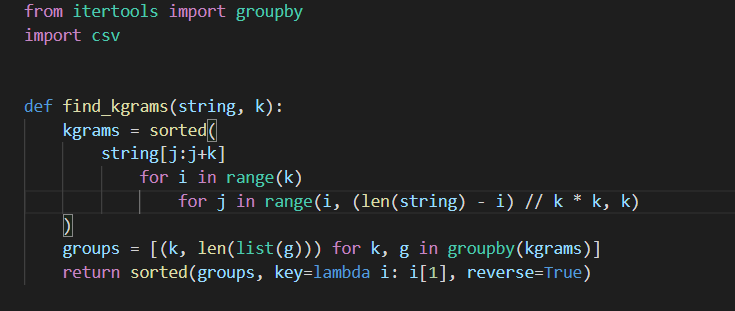 from itertools import groupby
import csv
def find_kgrams(string, k):
    kgrams = sorted(
        string[j:j+k]
            for i in range(k)
                for j in range(i, (len(string) - i) // k * k, k)
    )
    groups = [(k, len(list(g))) for k, g in groupby(kgrams)]
    return sorted(groups, key=lambda i: i[1], reverse=True)